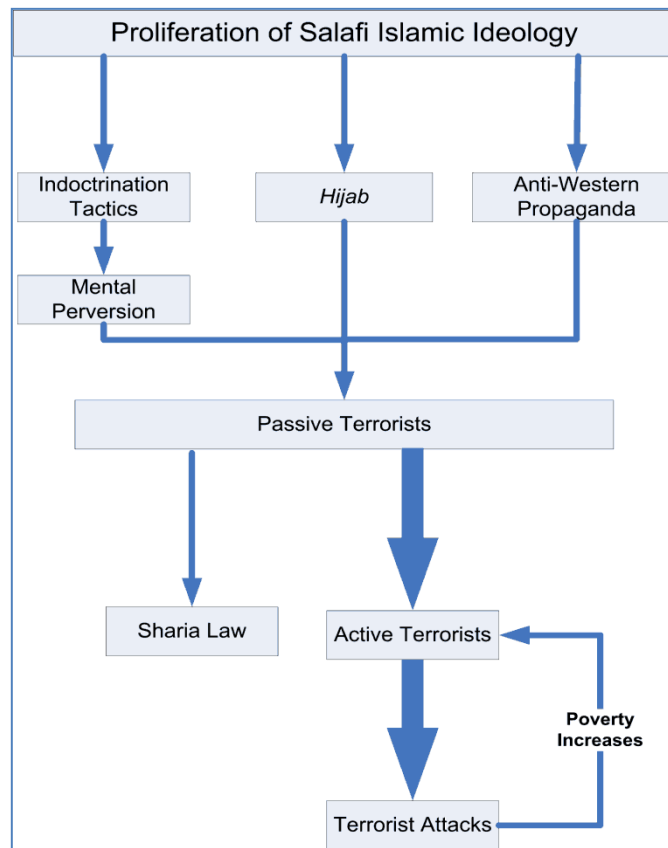 Proliferation of Salafi Islamic Ideology
Indoctrination
Tactics
Hijab
Anti-Western
Propaganda
Mental
Perversion
Passive Terrorists
Sharia Law
Active Terrorists
Poverty
Increases
Terrorist Attacks